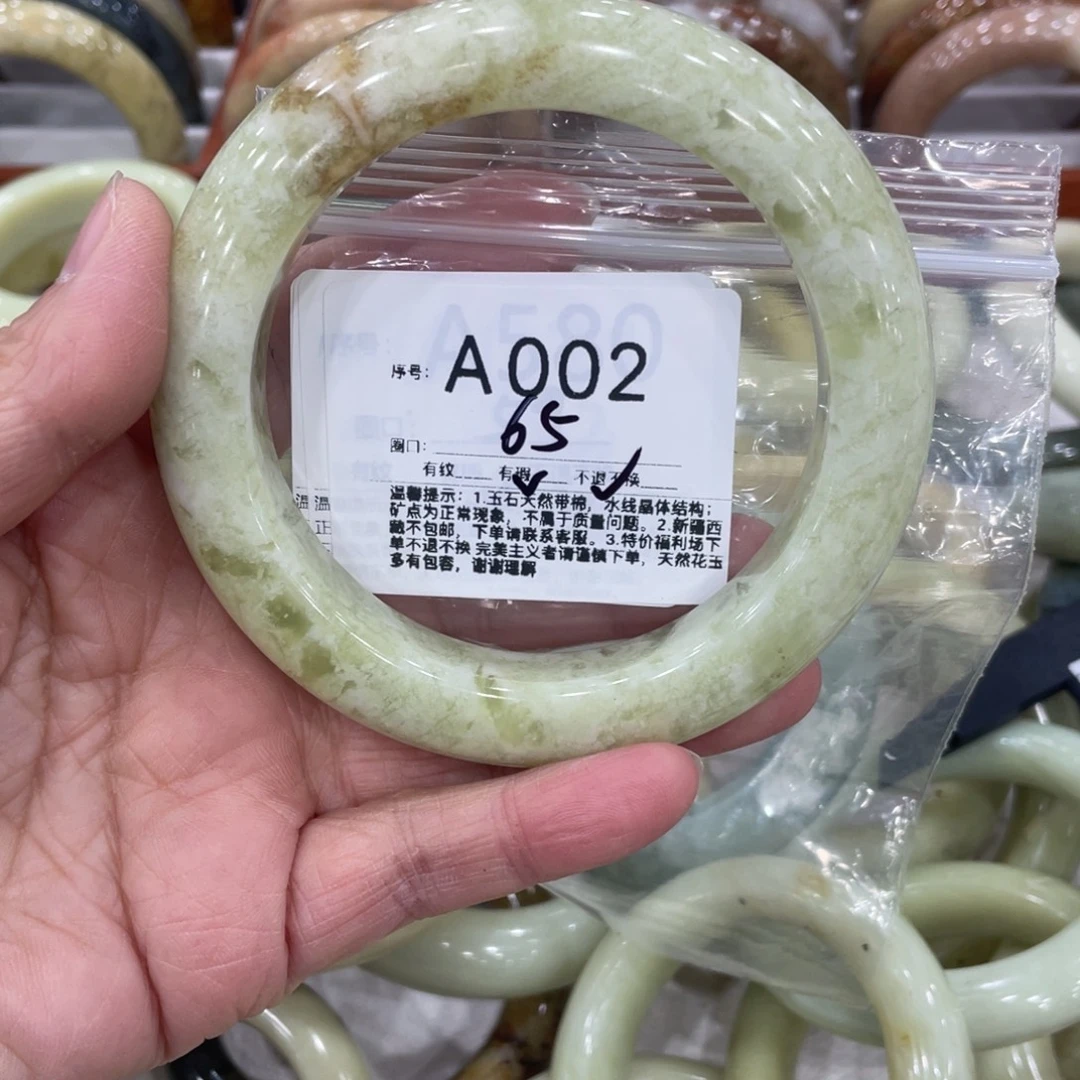 序号： A002
65
圈口：
有纹 有瑕 ✓ 不退不换 ✓
温馨提示：1.玉石天然带棉，水线晶体结构；
矿点为正常现象，不属于质量问题。2.新疆西
藏不包邮，下单请联系客服。3.特价福利场下
单不退不换 完美主义者请谨慎下单，天然花玉
多有包容，谢谢理解
A580